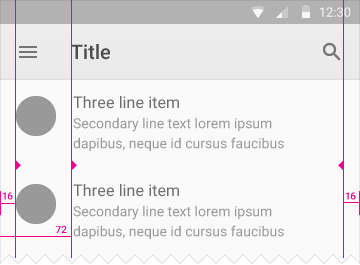 12:30
Title
Three line item
Secondary line text lorem ipsum
dapibus, neque id cursus faucibus
Three line item
16
16
Secondary line text lorem ipsum
72
dapibus, neque id cursus faucibus